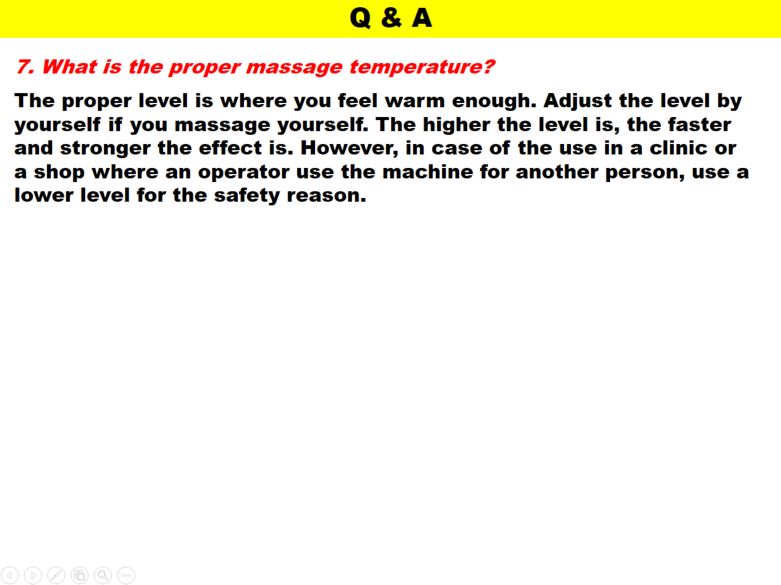 Q & A
7. What is the proper massage temperature?
The proper level is where you feel warm enough. Adjust the level by
yourself if you massage yourself. The higher the level is, the faster
and stronger the effect is. However, in case of the use in a clinic or
a shop where an operator use the machine for another person, use a
lower level for the safety reason.